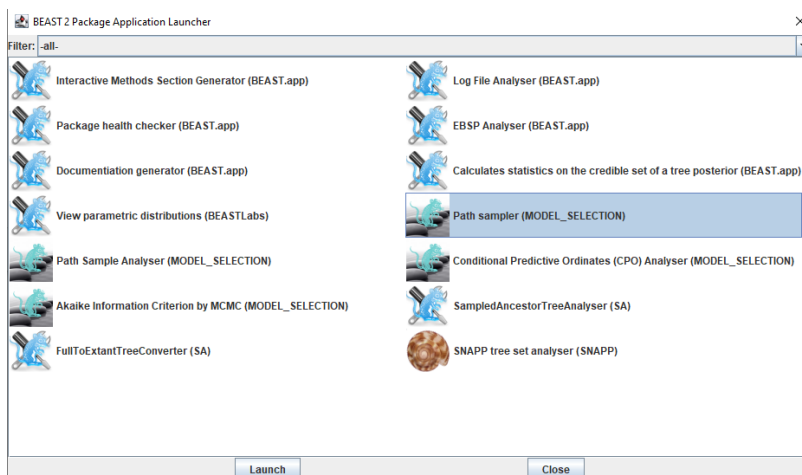 BEAST 2 Package Application Launcher
Filter: -all-
Interactive Methods Section Generator (BEAST.app)
Log File Analyser (BEAST.app)
Package health checker (BEAST.app)
EBSP Analyser (BEAST.app)
Documentiation generator (BEAST.app)
Calculates statistics on the credible set of a tree posterior (BEAST.app)
View parametric distributions (BEASTLabs)
Path sampler (MODEL_SELECTION)
Path Sample Analyser (MODEL_SELECTION)
Conditional Predictive Ordinates (CPO) Analyser (MODEL_SELECTION)
Akaike Information Criterion by MCMC (MODEL_SELECTION)
SampledAncestorTreeAnalyser (SA)
FullToExtantTreeConverter (SA)
SNAPP tree set analyser (SNAPP)
Launch
Close